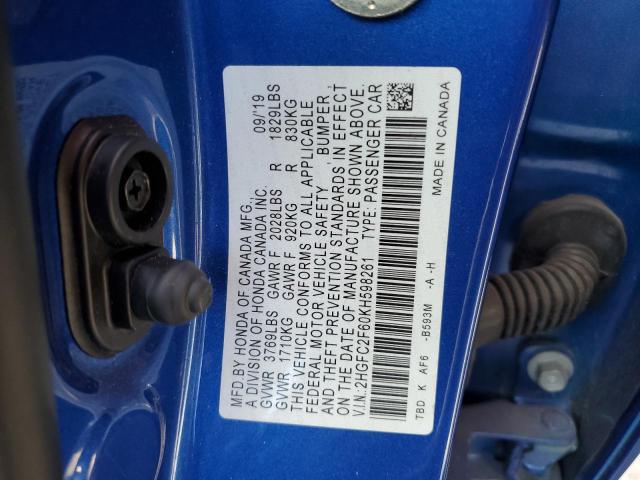 MFD.BY HONDA OF CANADA MFG. 09/'19
A DIVISION OF HONDA CANADA INC.
GVWR 3769LBS GAWR F 2028LBS R 1829LBS
GVWR 1710KG GAWR F 920KG R 830KG
THIS VEHICLE CONFORMS TO ALL APPLICABLE
FEDERAL MOTOR VEHICLE SAFETY , BUMPER,
AND THEFT PREVENTION STANDARDS IN EFFECT
ON THE DATE OF MANUFACTURE SHOWN ABOVE.
V.I.N.:2HGFC2F60KH598261 TYPE: PASSENGER CAR
TBD K AF6 -B593M -A -H MADE IN CANADA